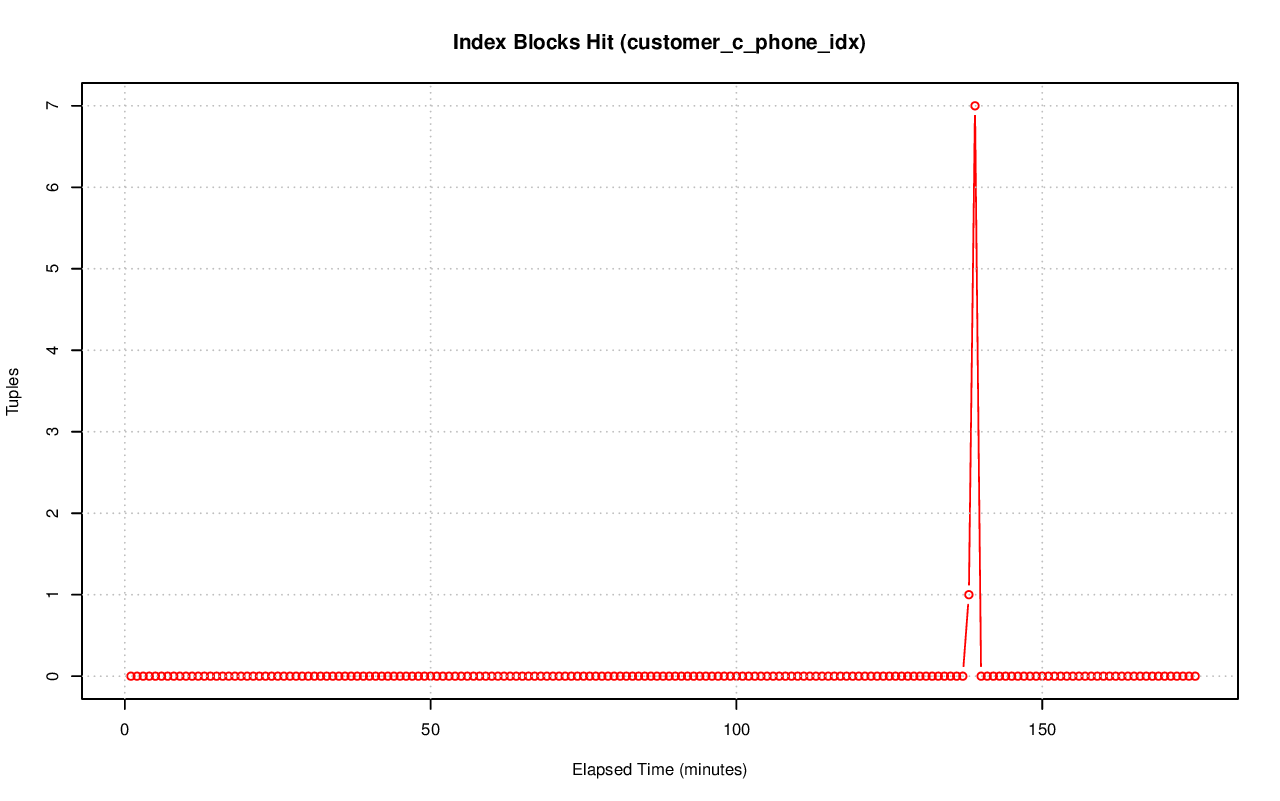 Index Blocks Hit (customer_c_phone_idx)
7
6
5
4
3
2
1
0
Tuples
0 50 100 150
Elapsed Time (minutes)